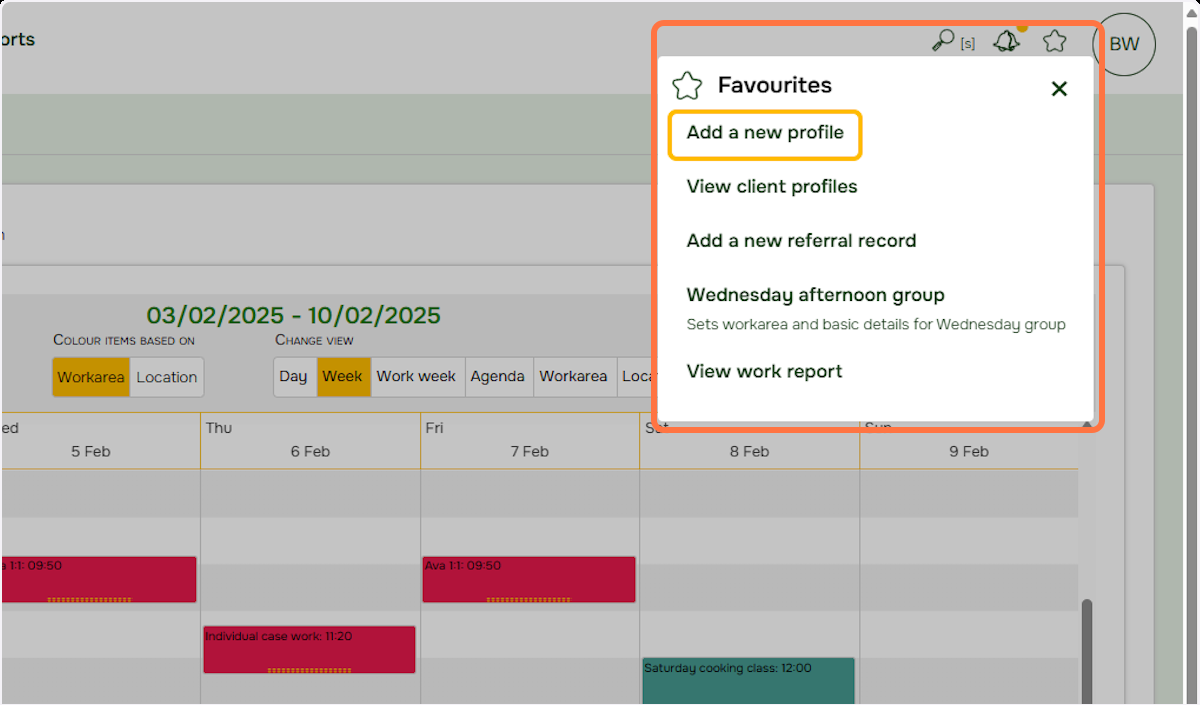 orts
[s]
BW
Favourites
Add a new profile
View client profiles
Add a new referral record
Wednesday afternoon group
Sets workarea and basic details for Wednesday group
View work report
03/02/2025 - 10/02/2025
Colour items based on
Change view
Workarea Location
Day Week Work week Agenda Workarea Loca
ed Thu Fri Sat Sun
5 Feb 6 Feb 7 Feb 8 Feb 9 Feb
a 1:1: 09:50
Ava 1:1: 09:50
Individual case work: 11:20
Saturday cooking class: 12:00